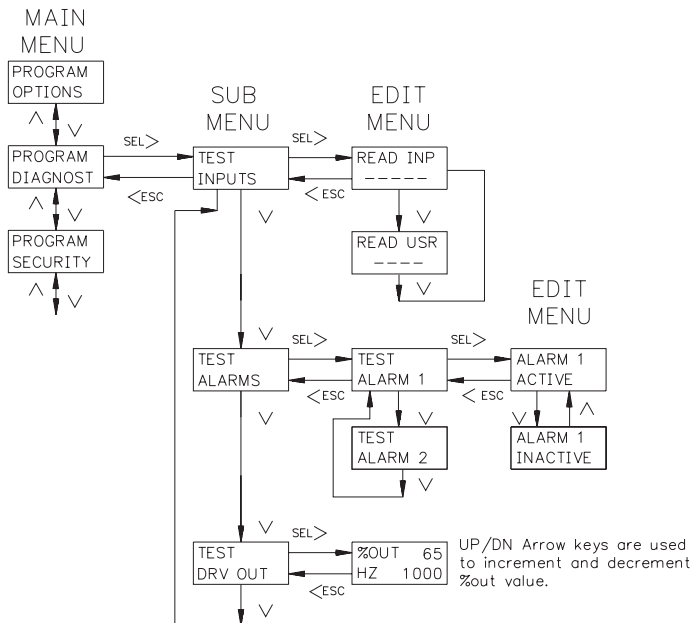 MAIN
MENU
PROGRAM
OPTIONS
SUB
MENU
EDIT
MENU
SEL>
SEL>
PROGRAM
DIAGNOST
TEST
INPUTS
READ INP
-----
<ESC
<ESC
PROGRAM
SECURITY
READ USR
----
EDIT
MENU
SEL>
SEL>
TEST
ALARMS
TEST
ALARM 1
ALARM 1
ACTIVE
<ESC
<ESC
TEST
ALARM 2
ALARM 1
INACTIVE
SEL>
TEST
DRV OUT
%OUT 65
HZ 1000
<ESC
UP/DN Arrow keys are used
to increment and decrement
%out value.